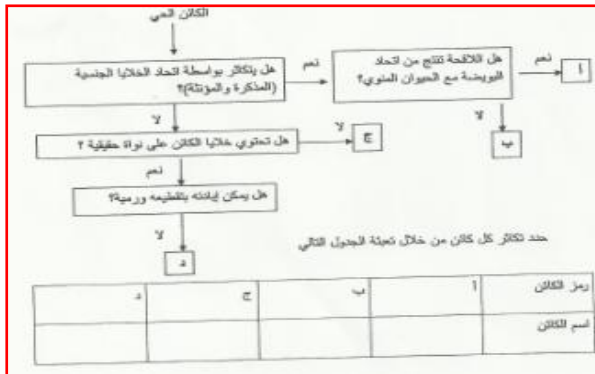 الكائن الحي
هل يتكاثر بواسطة اتحاد الخلايا الجنسية (المذكرة والمؤنثة)؟
نعم
هل اللاقحة تنتج من اتحاد البويضة مع الحيوان المنوي؟
نعم
أ
لا
لا
ب
هل تحتوي خلايا الكائن على نواة حقيقية ؟
لا
ج
نعم
هل يمكن إبادته بتقطيعه ورميه؟
لا
د
حدد تكاثر كل كائن من خلال تعبئة الجدول التالي
رمز الكائن أ ب ج د
اسم الكائن